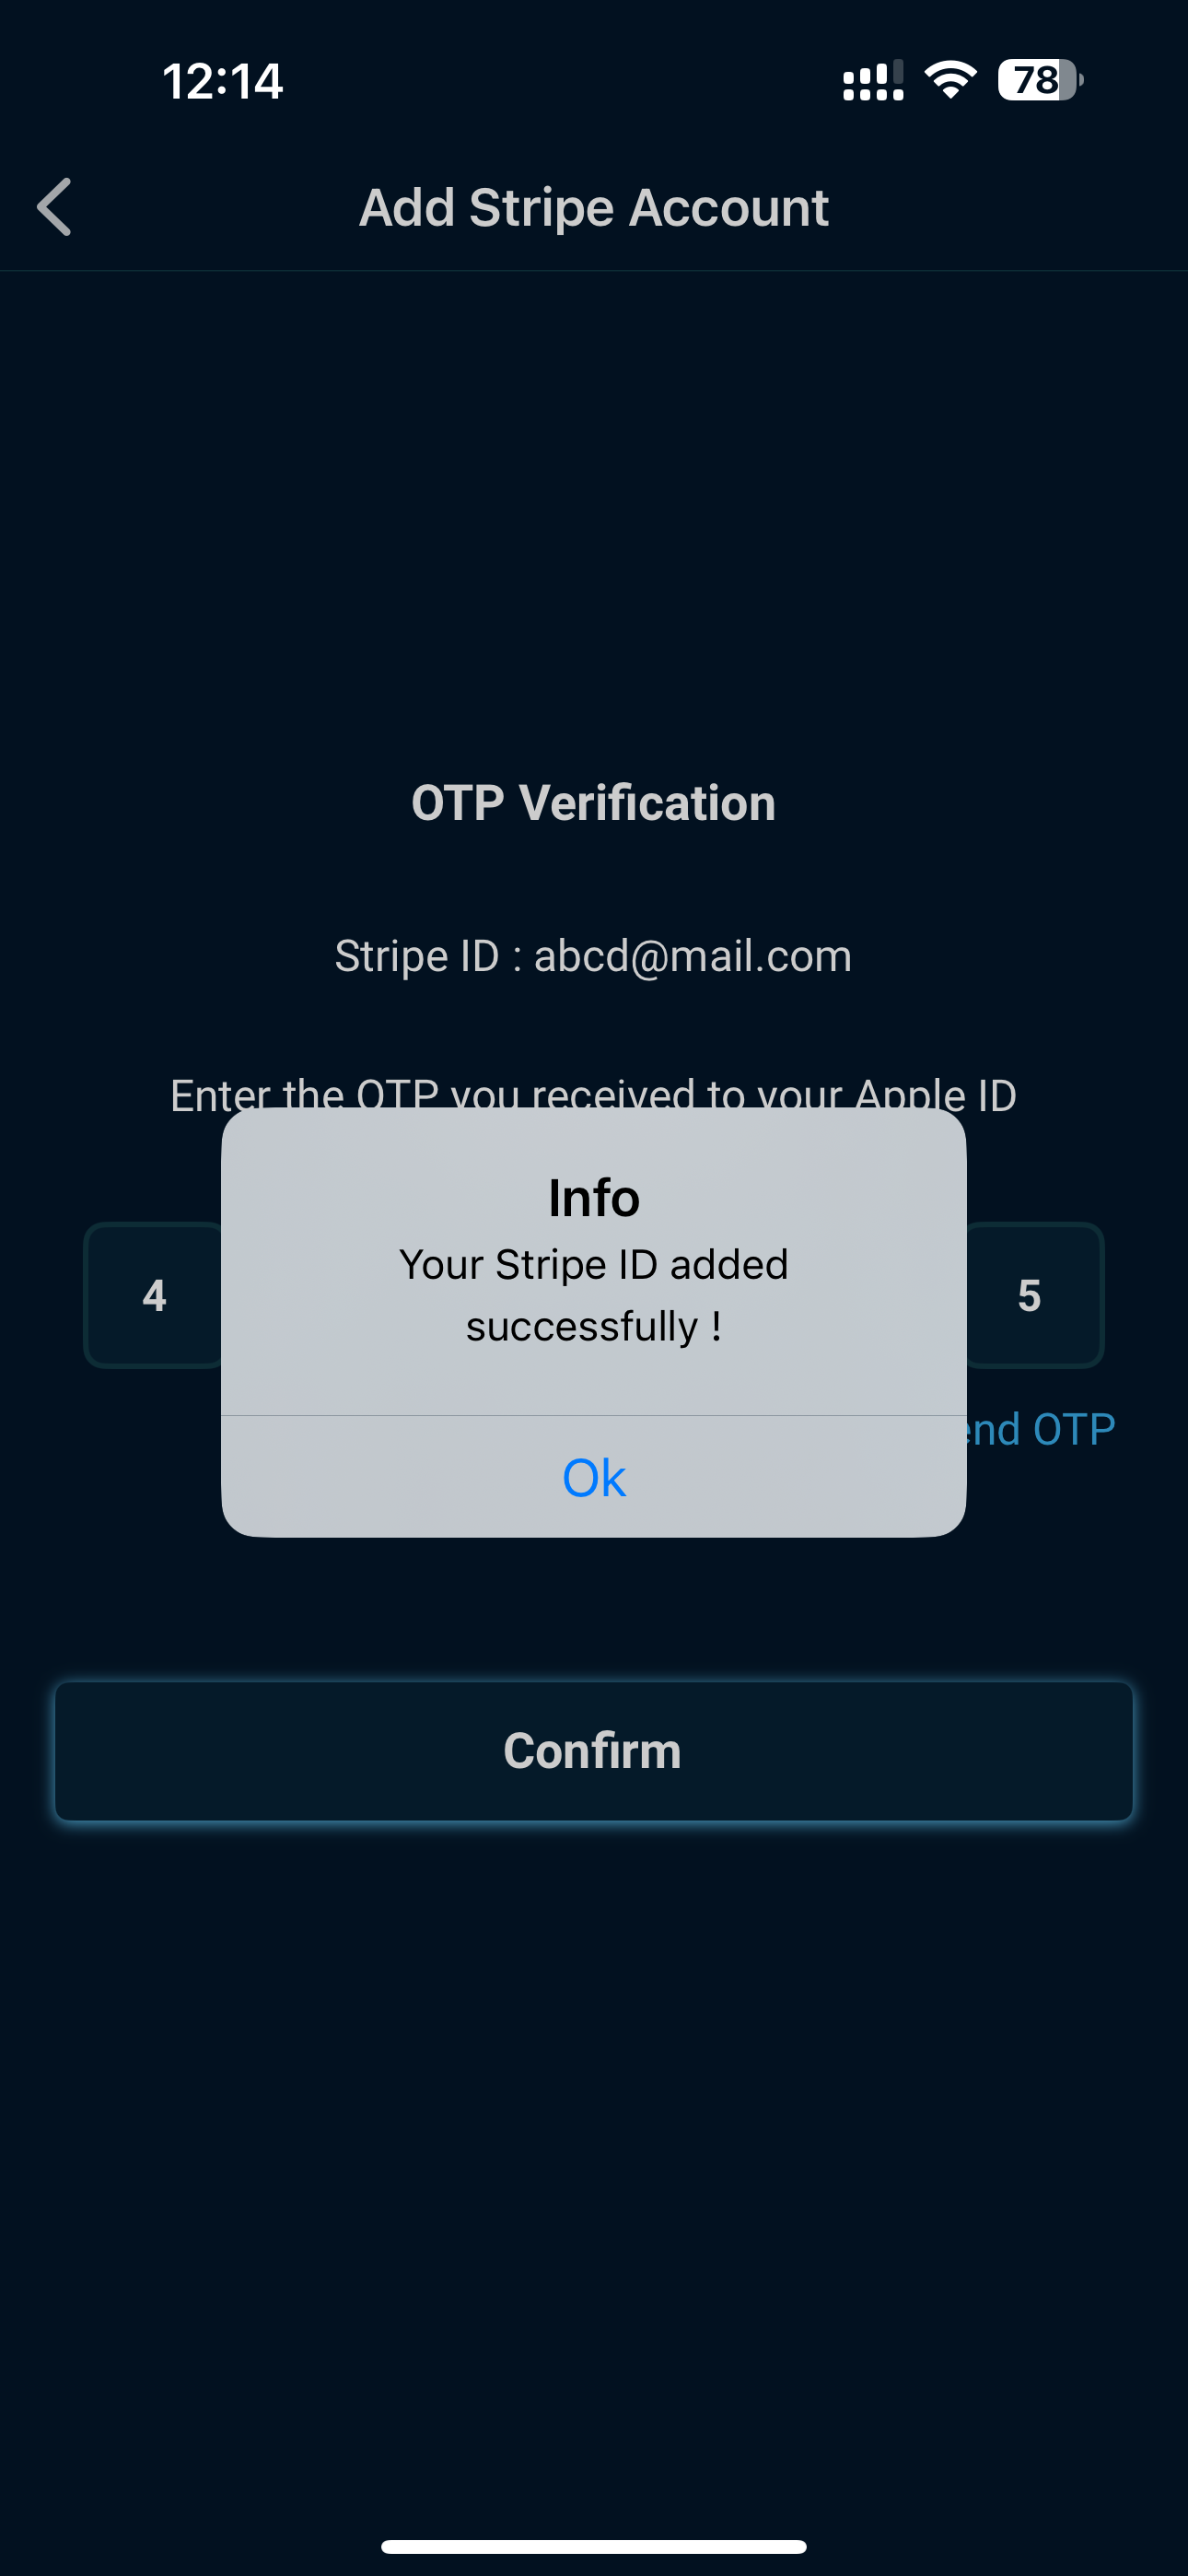 12:14
78
Add Stripe Account
OTP Verification
Stripe ID : abcd@mail.com
Enter the OTP you received to your Apple ID
Info
Your Stripe ID added
successfully !
4
5
OTP
Ok
Confirm